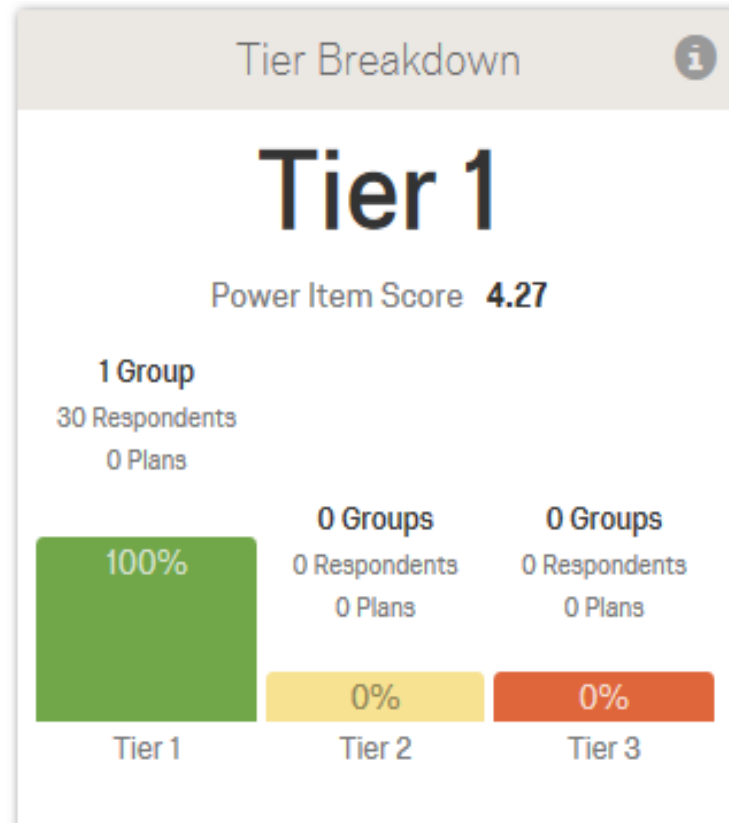 Tier Breakdown
Tier 1
Power Item Score 4.27
1 Group
30 Respondents
0 Plans
100%
Tier 1
0 Groups
0 Respondents
0 Plans
0%
Tier 2
0 Groups
0 Respondents
0 Plans
0%
Tier 3